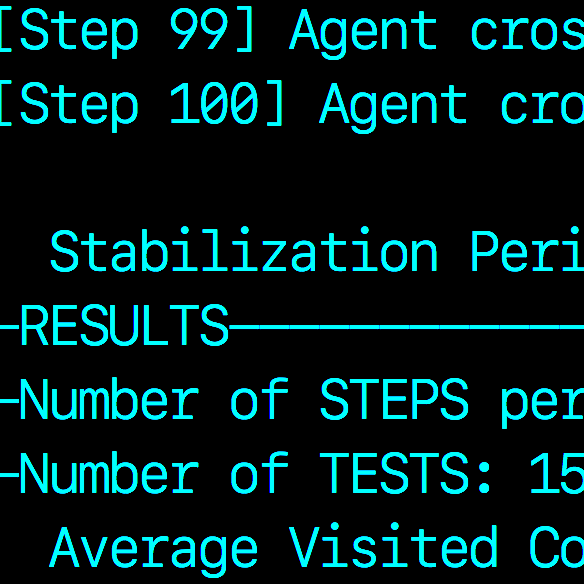 [Step 99] Agent cros
[Step 100] Agent cro
Stabilization Peri
—RESULTS————————————
—Number of STEPS per
—Number of TESTS: 15
Average Visited Co